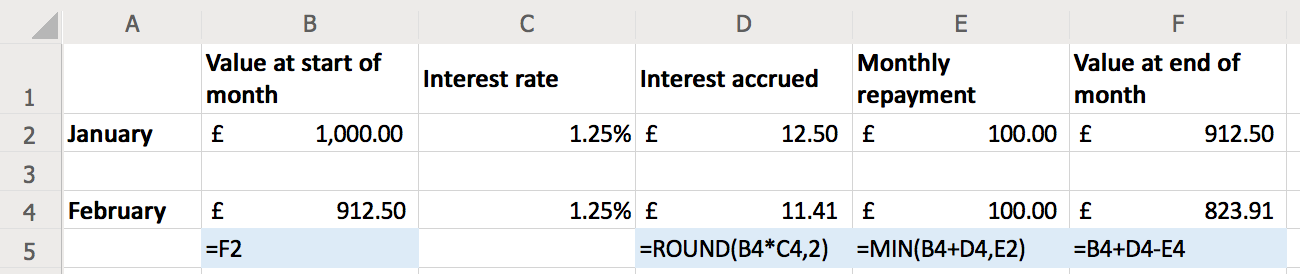 A B C D E F
1 Value at start of month Interest rate Interest accrued Monthly repayment Value at end of month
2 January £ 1,000.00 1.25% £ 12.50 £ 100.00 £ 912.50
3
4 February £ 912.50 1.25% £ 11.41 £ 100.00 £ 823.91
5 =F2 =ROUND(B4*C4,2) =MIN(B4+D4,E2) =B4+D4-E4